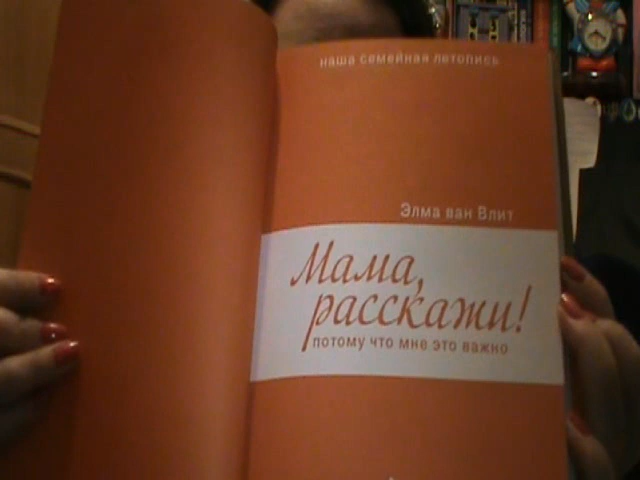 наша семейная летопись
Элма ван Влит
Мама,
расскажи!
потому что мне это важно